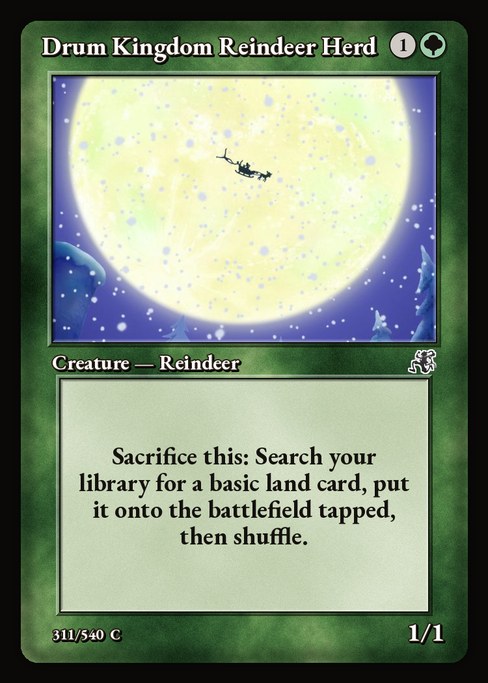 Drum Kingdom Reindeer Herd 1
Creature — Reindeer
Sacrifice this: Search your
library for a basic land card, put
it onto the battlefield tapped,
then shuffle.
311/540 C
1/1